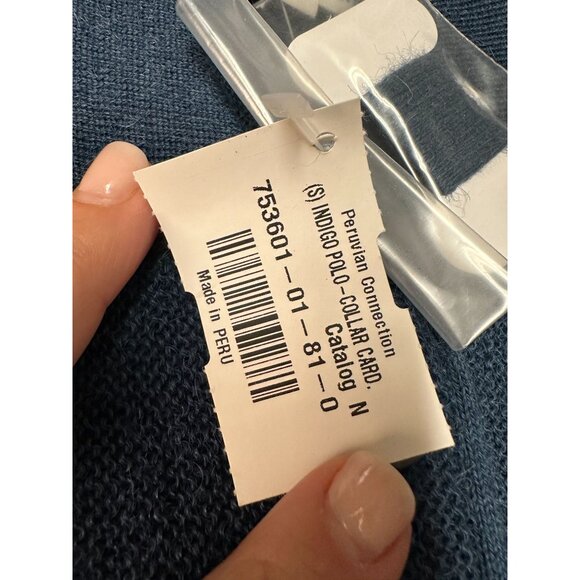 Peruvian Connection
(S) INDIGO POLO-COLLAR CARD,
Catalog N
753601-01-81-0
Made in PERU